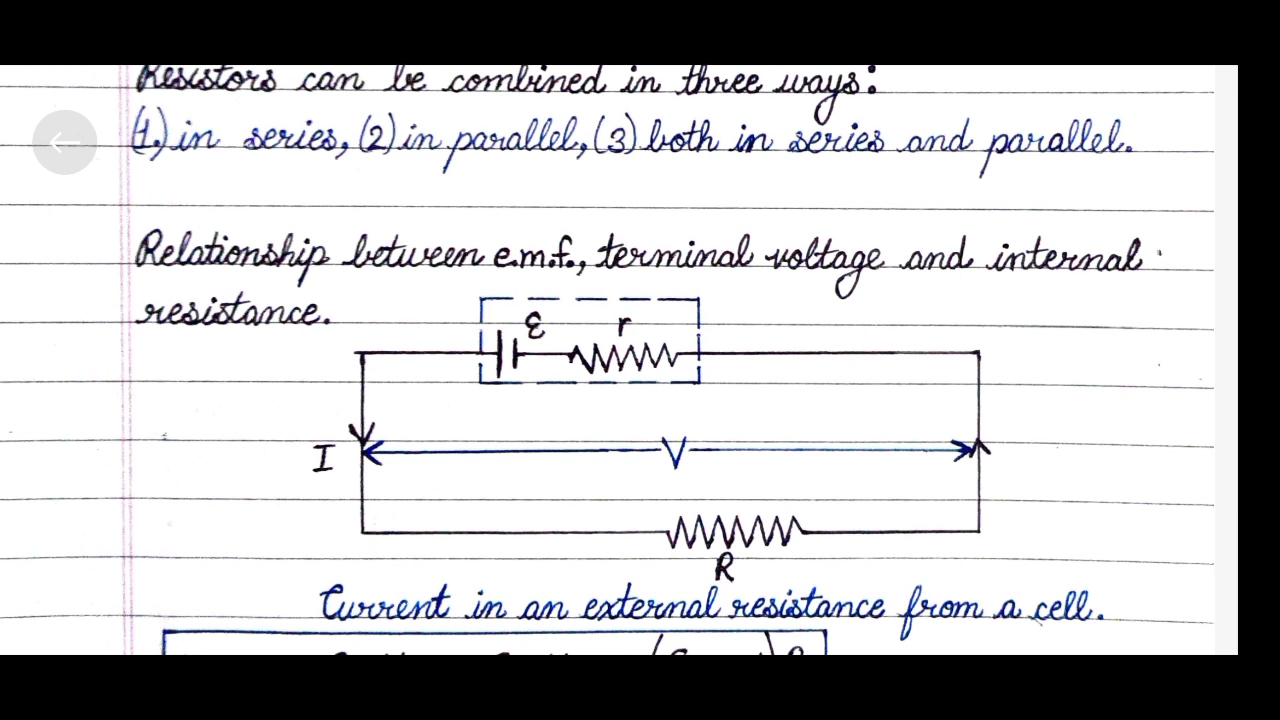 Resistors can be combined in three ways:
(1.) in series, (2) in parallel, (3) both in series and parallel.
Relationship between e.m.f., terminal voltage and internal
resistance.
ε r
I V
R
Current in an external resistance from a cell.